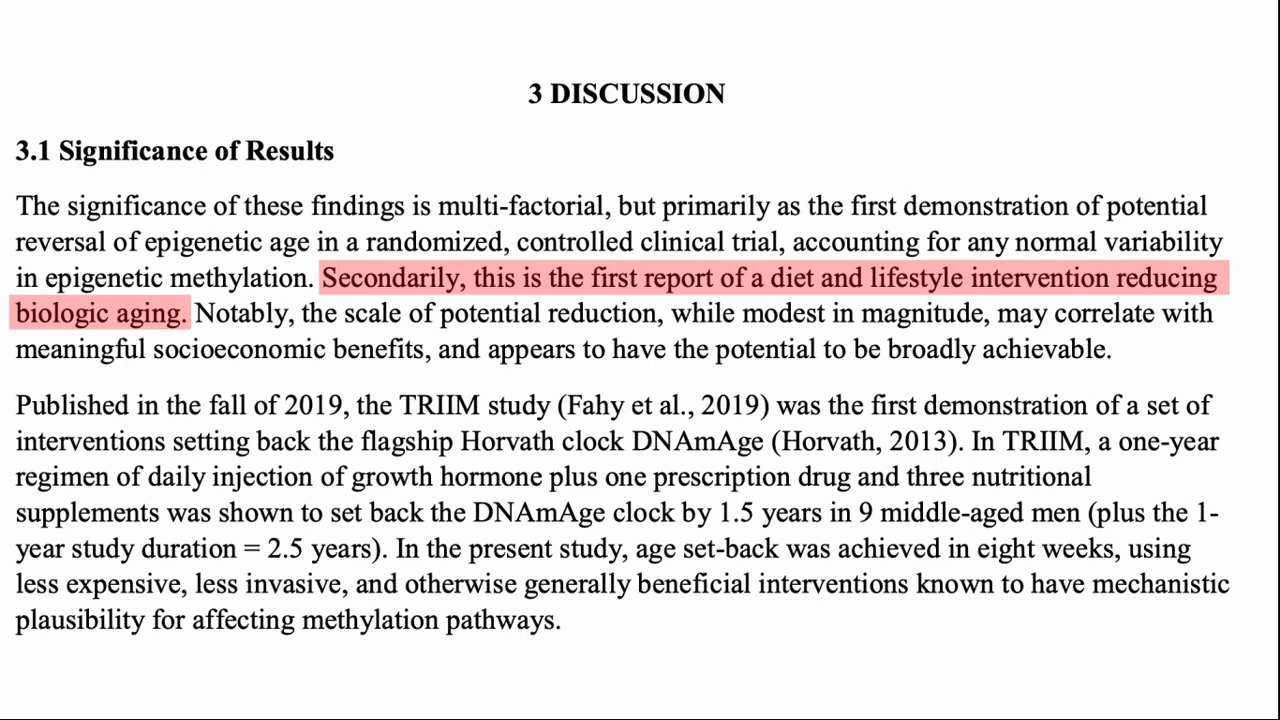 3 DISCUSSION
3.1 Significance of Results
The significance of these findings is multi-factorial, but primarily as the first demonstration of potential
reversal of epigenetic age in a randomized, controlled clinical trial, accounting for any normal variability
in epigenetic methylation. Secondarily, this is the first report of a diet and lifestyle intervention reducing
biologic aging. Notably, the scale of potential reduction, while modest in magnitude, may correlate with
meaningful socioeconomic benefits, and appears to have the potential to be broadly achievable.
Published in the fall of 2019, the TRIIM study (Fahy et al., 2019) was the first demonstration of a set of
interventions setting back the flagship Horvath clock DNAmAge (Horvath, 2013). In TRIIM, a one-year
regimen of daily injection of growth hormone plus one prescription drug and three nutritional
supplements was shown to set back the DNAmAge clock by 1.5 years in 9 middle-aged men (plus the 1-
year study duration = 2.5 years). In the present study, age set-back was achieved in eight weeks, using
less expensive, less invasive, and otherwise generally beneficial interventions known to have mechanistic
plausibility for affecting methylation pathways.